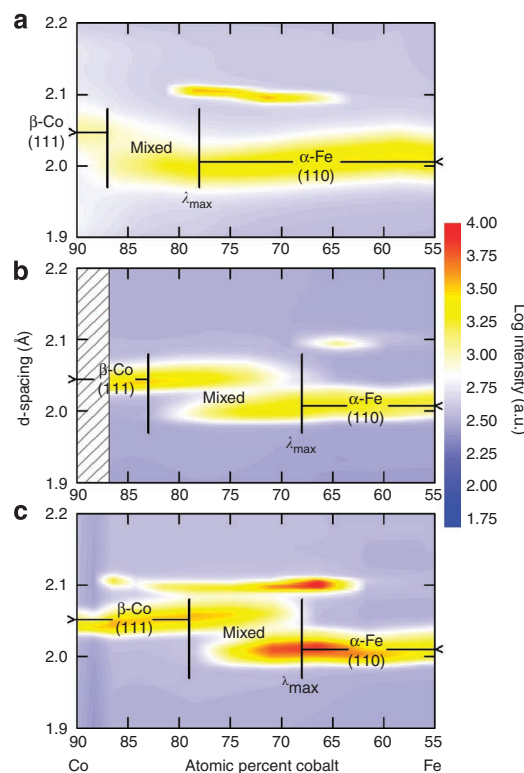 a
2.2
2.1
2.0
1.9
β-Co
(111)
Mixed
α-Fe
(110)
λmax
90 85 80 75 70 65 60 55
b
2.2
2.1
2.0
1.9
β-Co
(111)
Mixed
α-Fe
(110)
λmax
90 85 80 75 70 65 60 55
d-spacing (Å)
c
2.2
2.1
2.0
1.9
β-Co
(111)
Mixed
α-Fe
(110)
λmax
90 85 80 75 70 65 60 55
Co Atomic percent cobalt Fe
4.00
3.75
3.50
3.25
3.00
2.75
2.50
2.25
2.00
1.75
Log intensity (a.u.)